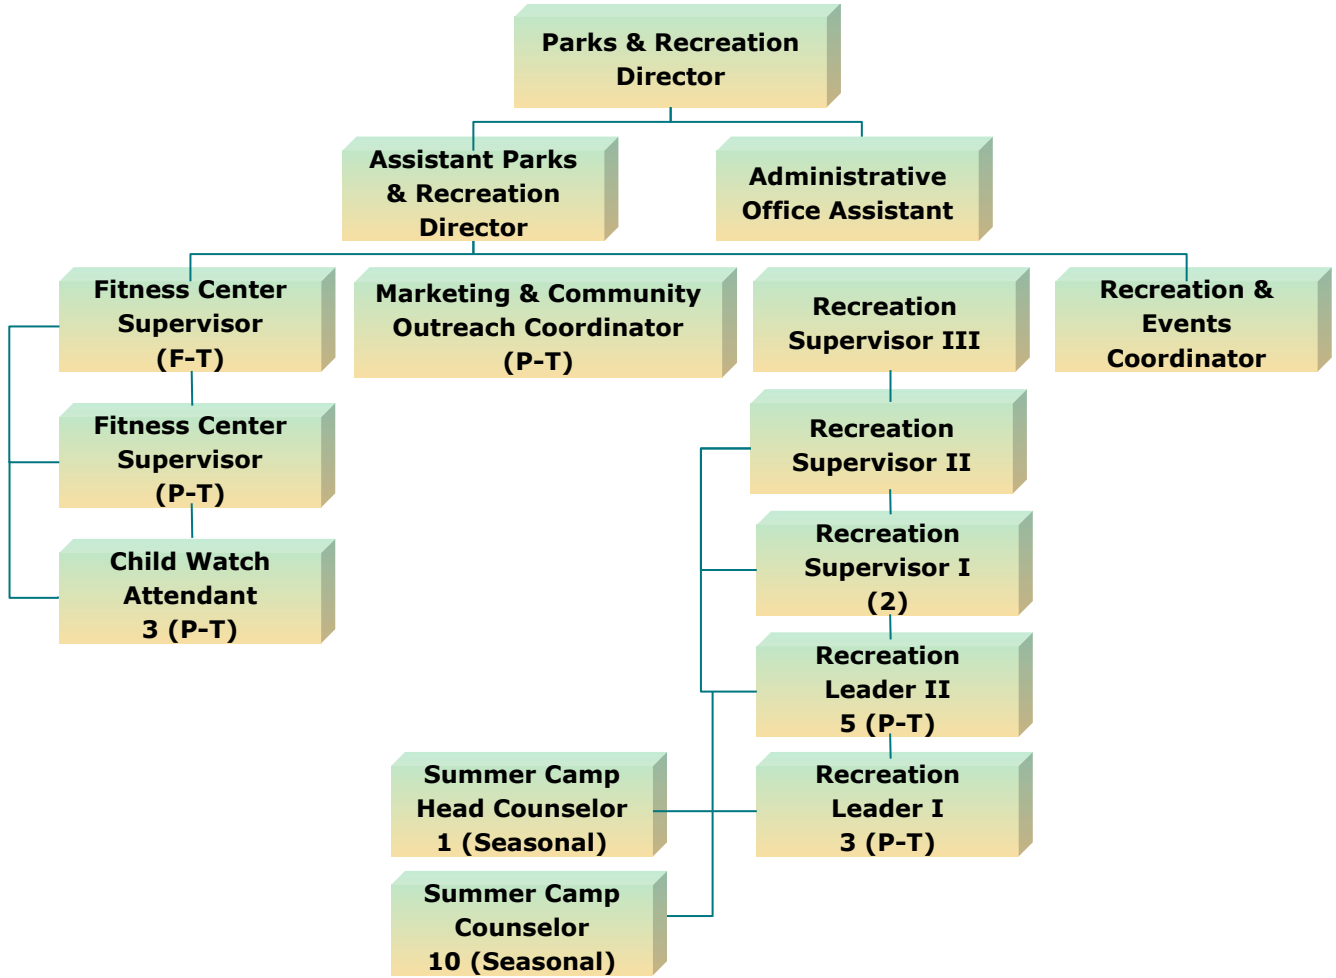 Parks & Recreation
Director
Assistant Parks
& Recreation
Director
Administrative
Office Assistant
Fitness Center
Supervisor
(F-T)
Marketing & Community
Outreach Coordinator
(P-T)
Recreation
Supervisor III
Recreation &
Events
Coordinator
Fitness Center
Supervisor
(P-T)
Recreation
Supervisor II
Child Watch
Attendant
3 (P-T)
Recreation
Supervisor I
(2)
Recreation
Leader II
5 (P-T)
Summer Camp
Head Counselor
1 (Seasonal)
Recreation
Leader I
3 (P-T)
Summer Camp
Counselor
10 (Seasonal)